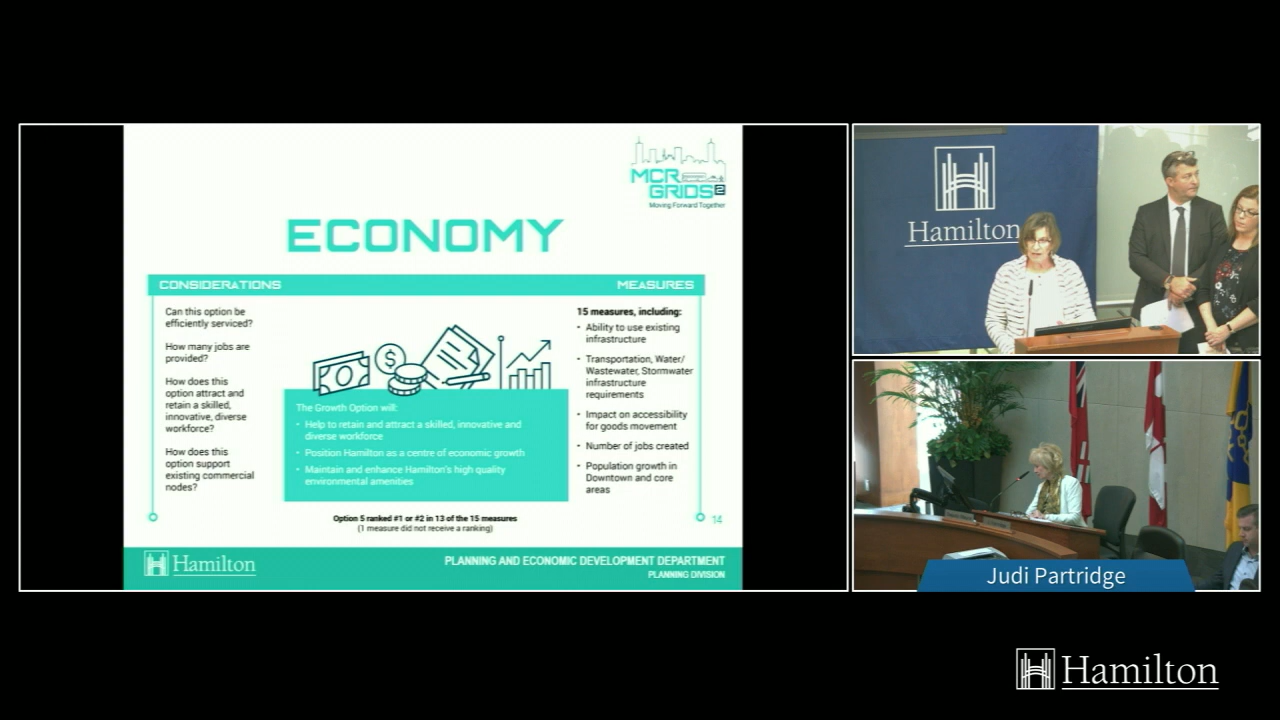 MCR
GRIDS2
Moving Forward Together
ECONOMY
CONSIDERATIONS
MEASURES
Can this option be
efficiently serviced?
How many jobs are
provided?
How does this
option attract and
retain a skilled,
innovative, diverse
workforce?
How does this
option support
existing commercial
nodes?
The Growth Option will:
• Help to retain and attract a skilled, innovative and
diverse workforce
• Position Hamilton as a centre of economic growth
• Maintain and enhance Hamilton's high quality
environmental amenities
15 measures, including:
• Ability to use existing
infrastructure
• Transportation, Water/
Wastewater, Stormwater
infrastructure
requirements
• Impact on accessibility
for goods movement
• Number of jobs created
• Population growth in
Downtown and core
areas
Option 5 ranked #1 or #2 in 13 of the 15 measures
(1 measure did not receive a ranking)
14
Hamilton
PLANNING AND ECONOMIC DEVELOPMENT DEPARTMENT
PLANNING DIVISION
Hamilton
Judi Partridge
Hamilton